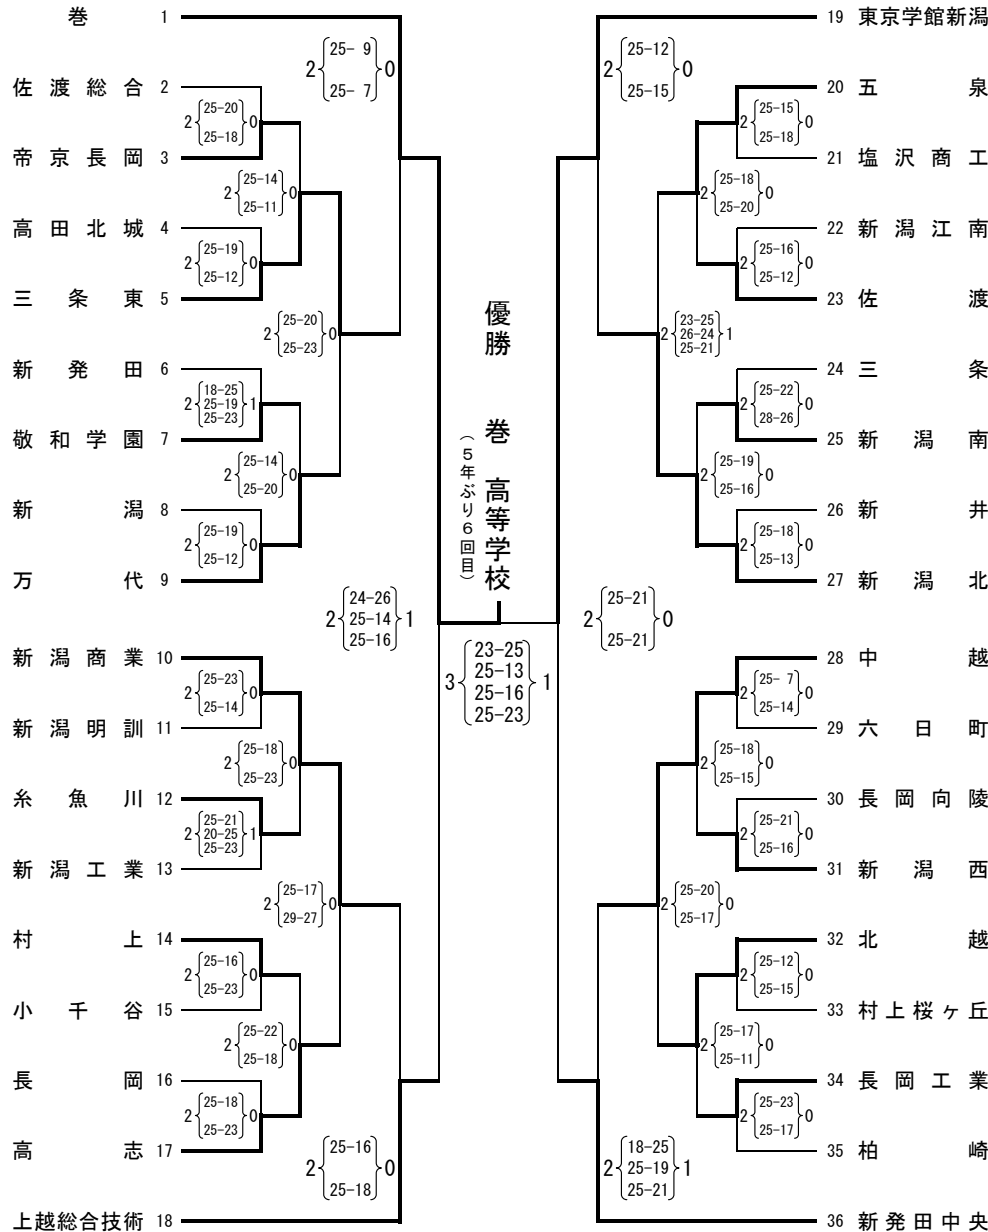 巻 1
2 25- 9 0
25- 7
佐渡総合 2
2 25-20 0
25-18
帝京長岡 3
2 25-14 0
25-11
高田北城 4
2 25-19 0
25-12
三条東 5
2 25-20 0
25-23
新発田 6
2 18-25 1
25-19
25-23
敬和学園 7
2 25-14 0
25-20
新潟 8
2 25-19 0
25-12
万代 9
2 24-26 1
25-14
25-16
新潟商業 10
2 25-23 0
25-14
新潟明訓 11
2 25-18 0
25-23
糸魚川 12
2 25-21 1
20-25
25-23
新潟工業 13
2 25-17 0
29-27
村上 14
2 25-16 0
25-23
小千谷 15
2 25-22 0
25-18
長岡 16
2 25-18 0
25-23
高志 17
2 25-16 0
25-18
上越総合技術 18
優勝 巻 高等学校
(5年ぶり6回目)
3 23-25 1
25-13
25-16
25-23
19 東京学館新潟
2 25-12 0
25-15
20 五泉
2 25-15 0
25-18
21 塩沢商工
2 25-18 0
25-20
22 新潟江南
2 25-16 0
25-12
23 佐渡
2 23-25 1
26-24
25-21
24 三条
2 25-22 0
28-26
25 新潟南
2 25-19 0
25-16
26 新井
2 25-18 0
25-13
27 新潟北
2 25-21 0
25-21
28 中越
2 25- 7 0
25-14
29 六日町
2 25-18 0
25-15
30 長岡向陵
2 25-21 0
25-16
31 新潟西
2 25-20 0
25-17
32 北越
2 25-12 0
25-15
33 村上桜ヶ丘
2 25-17 0
25-11
34 長岡工業
2 25-23 0
25-17
35 柏崎
2 18-25 1
25-19
25-21
36 新発田中央